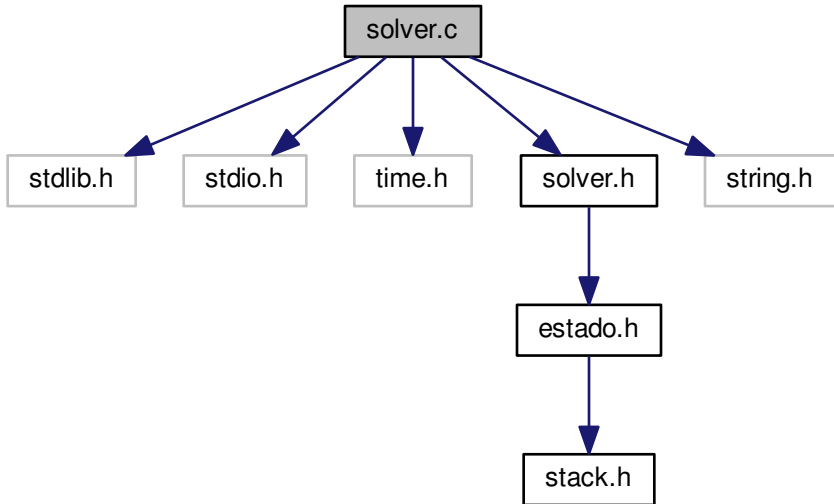 solver.c
stdlib.h
stdio.h
time.h
solver.h
string.h
estado.h
stack.h